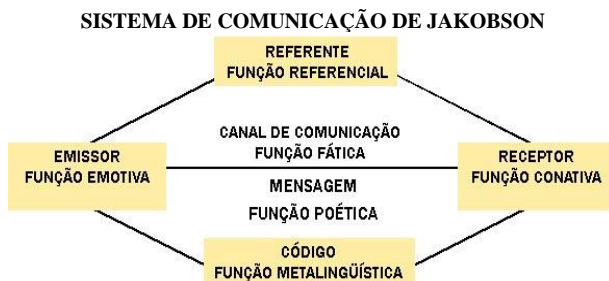 SISTEMA DE COMUNICAÇÃO DE JAKOBSON
REFERENTE
FUNÇÃO REFERENCIAL
CANAL DE COMUNICAÇÃO
FUNÇÃO FÁTICA
EMISSOR
FUNÇÃO EMOTIVA
RECEPTOR
FUNÇÃO CONATIVA
MENSAGEM
FUNÇÃO POÉTICA
CÓDIGO
FUNÇÃO METALINGÜÍSTICA